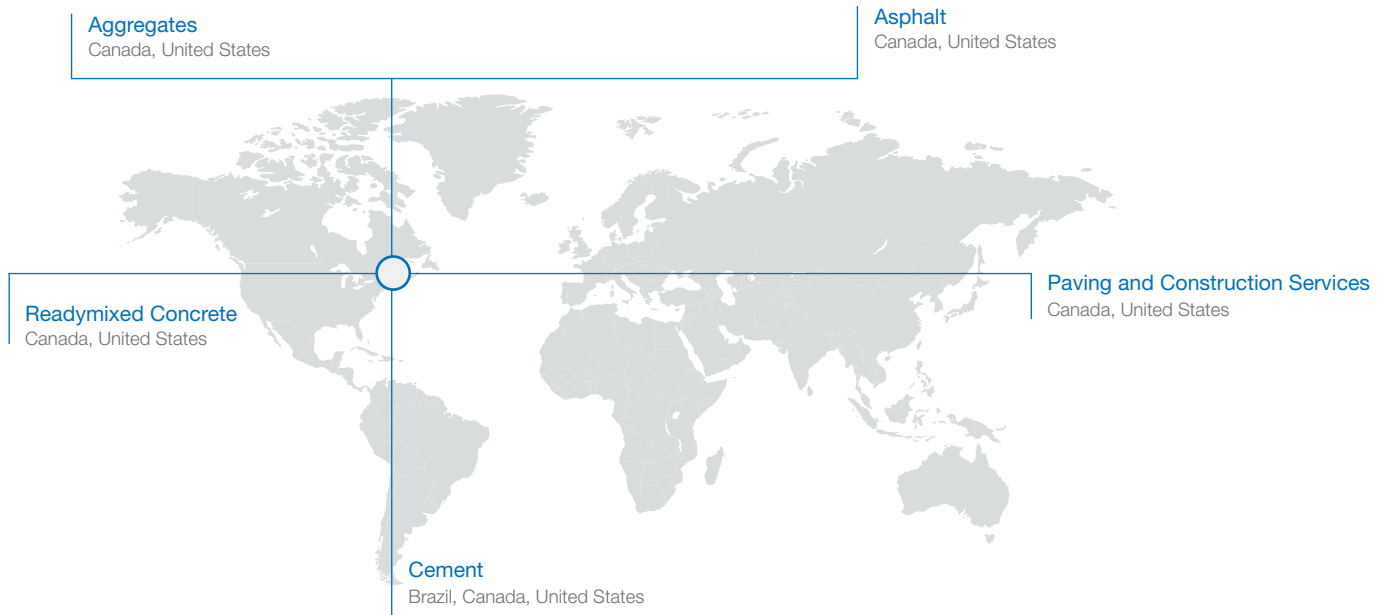 Aggregates
Canada, United States
Asphalt
Canada, United States
Readymixed Concrete
Canada, United States
Paving and Construction Services
Canada, United States
Cement
Brazil, Canada, United States